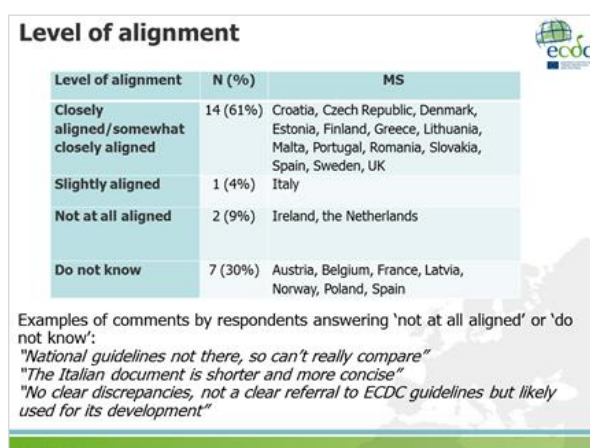 Level of alignment
ecdc
Level of alignment N (%) MS
Closely 14 (61%) Croatia, Czech Republic, Denmark,
aligned/somewhat Estonia, Finland, Greece, Lithuania,
closely aligned Malta, Portugal, Romania, Slovakia,
Spain, Sweden, UK
Slightly aligned 1 (4%) Italy
Not at all aligned 2 (9%) Ireland, the Netherlands
Do not know 7 (30%) Austria, Belgium, France, Latvia,
Norway, Poland, Spain
Examples of comments by respondents answering ‘not at all aligned’ or ‘do
not know’:
“National guidelines not there, so can’t really compare”
“The Italian document is shorter and more concise”
“No clear discrepancies, not a clear referral to ECDC guidelines but likely
used for its development”